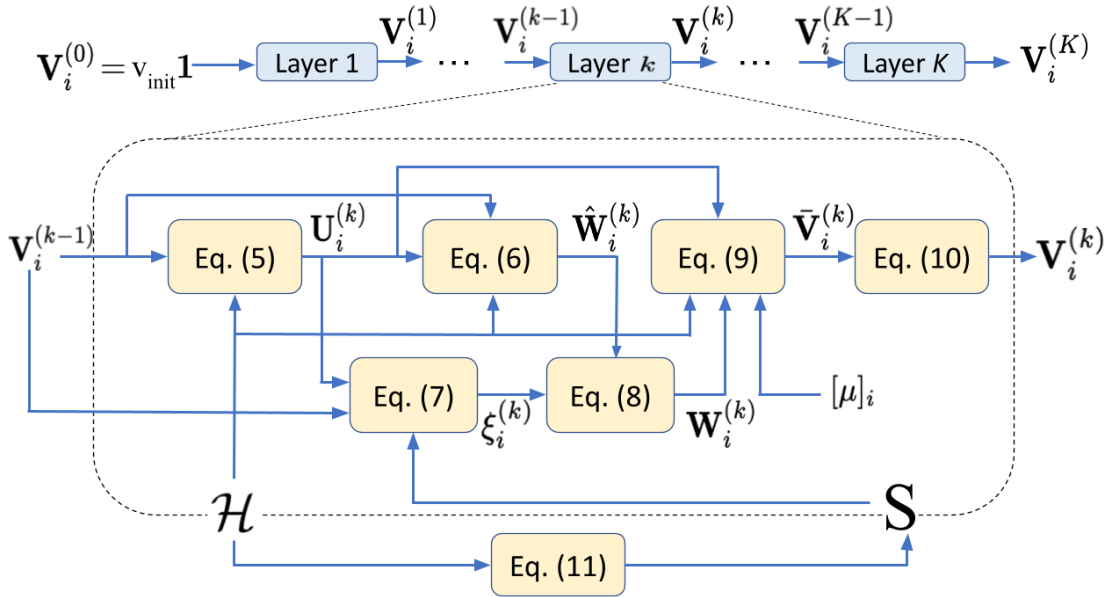 V_i^{(0)} = v_{init} 1 Layer 1 V_i^{(1)} ··· V_i^{(k−1)} Layer k V_i^{(k)} ··· V_i^{(K−1)} Layer K V_i^{(K)}
V_i^{(k−1)} Eq. (5) U_i^{(k)} Eq. (6) Ŵ_i^{(k)} Eq. (9) V̄_i^{(k)} Eq. (10) V_i^{(k)}
Eq. (7) ξ_i^{(k)} Eq. (8) W_i^{(k)} [μ]_i
ℋ S
Eq. (11)